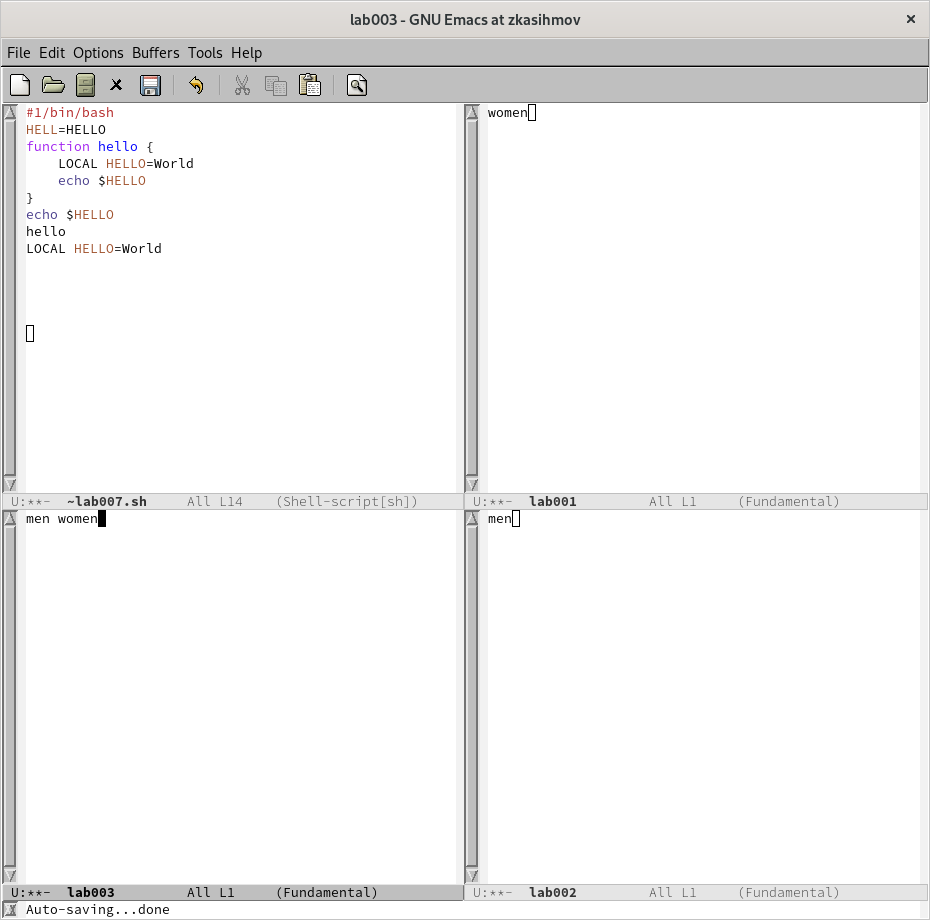 lab003 - GNU Emacs at zkasihmov
File Edit Options Buffers Tools Help
#1/bin/bash
HELL=HELLO
function hello {
    LOCAL HELLO=World
    echo $HELLO
}
echo $HELLO
hello
LOCAL HELLO=World
U:**-  ~lab007.sh     All L14    (Shell-script[sh])
women
U:**-  lab001         All L1     (Fundamental)
men women
U:**-  lab003         All L1     (Fundamental)
men
U:**-  lab002         All L1     (Fundamental)
Auto-saving...done